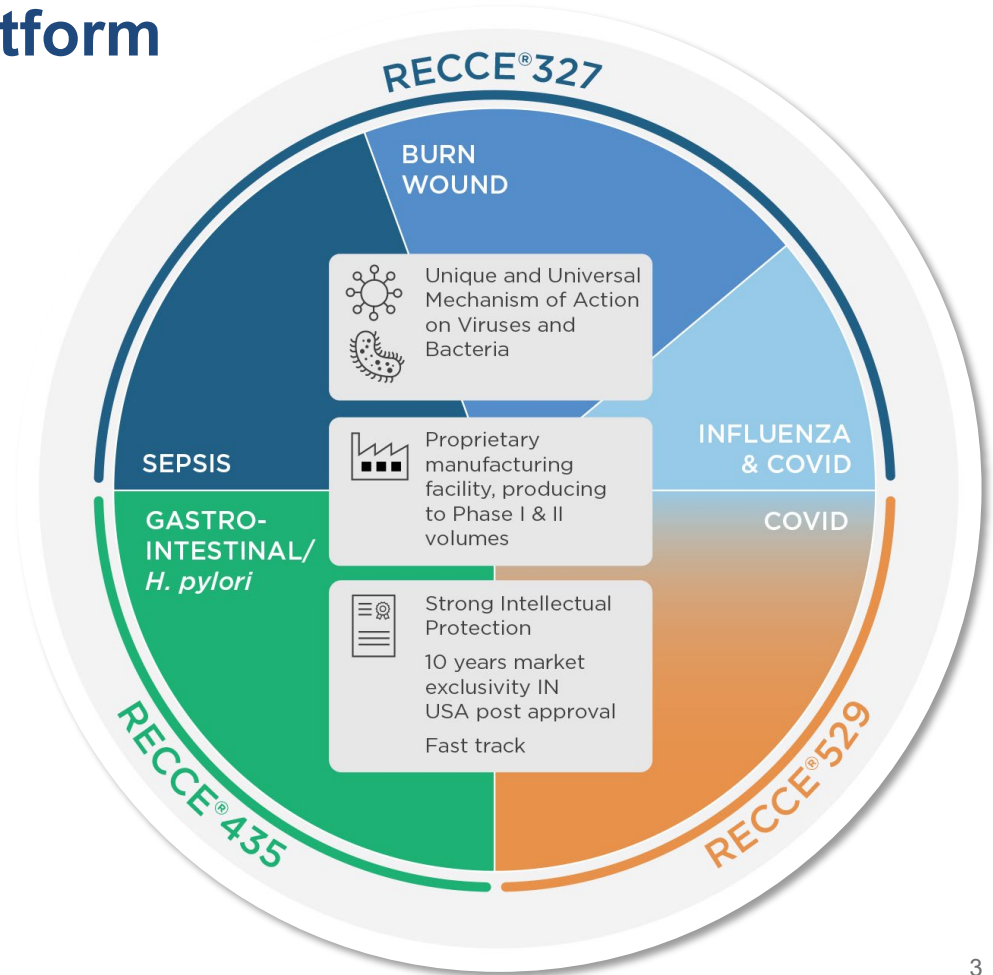 tform
RECCE®327
BURN
WOUND
Unique and Universal
Mechanism of Action
on Viruses and
Bacteria
SEPSIS
INFLUENZA
& COVID
Proprietary
manufacturing
facility, producing
to Phase I & II
volumes
GASTRO-
INTESTINAL/
H. pylori
COVID
Strong Intellectual
Protection
10 years market
exclusivity IN
USA post approval
Fast track
RECCE®435
RECCE®529
3